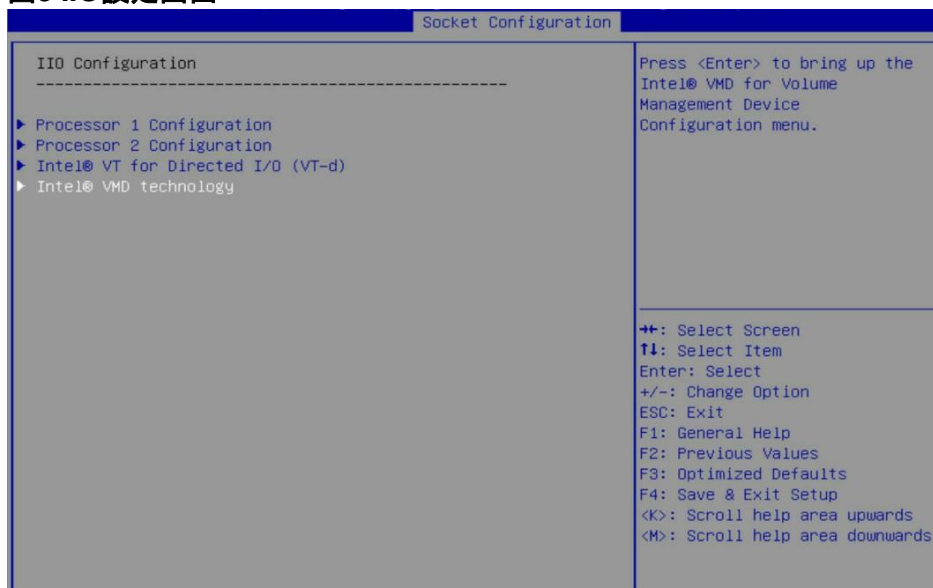 Socket Configuration
IIO Configuration
------------------------------------------------
Processor 1 Configuration
Processor 2 Configuration
Intel® VT for Directed I/O (VT-d)
Intel® VMD technology
Press <Enter> to bring up the
Intel® VMD for Volume
Management Device
Configuration menu.
→←: Select Screen
↑↓: Select Item
Enter: Select
+/-: Change Option
ESC: Exit
F1: General Help
F2: Previous Values
F3: Optimized Defaults
F4: Save & Exit Setup
<K>: Scroll help area upwards
<M>: Scroll help area downwards